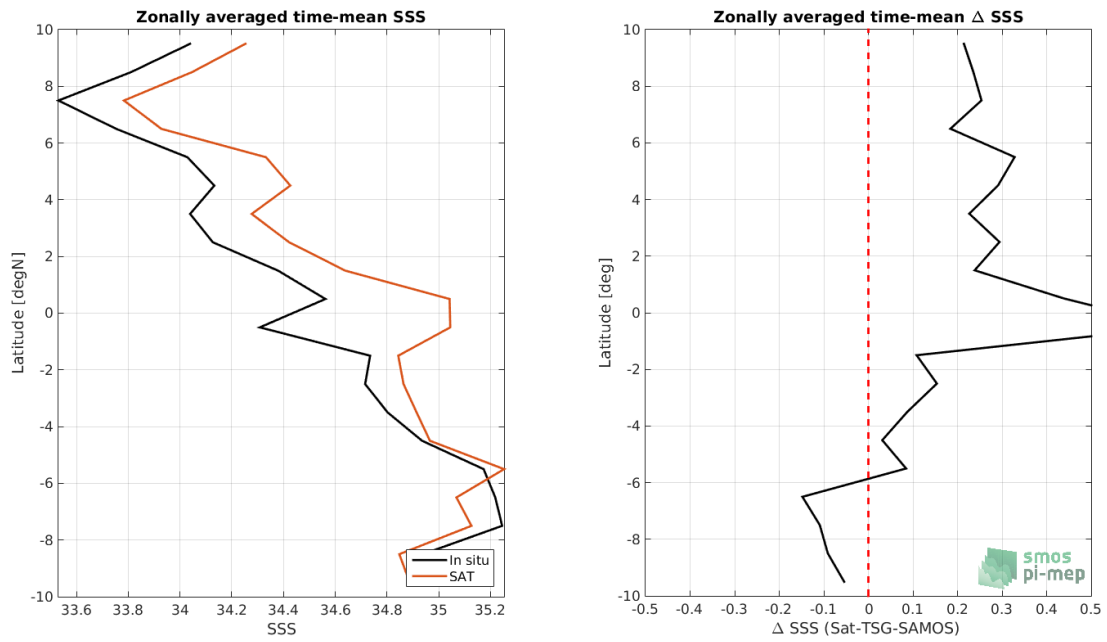 Zonally averaged time-mean SSS
10
8
6
4
2
0
-2
-4
-6
-8
-10
Latitude [degN]
33.6 33.8 34 34.2 34.4 34.6 34.8 35 35.2
SSS
In situ
SAT
Zonally averaged time-mean Δ SSS
10
8
6
4
2
0
-2
-4
-6
-8
-10
Latitude [deg]
-0.5 -0.4 -0.3 -0.2 -0.1 0 0.1 0.2 0.3 0.4 0.5
Δ SSS (Sat-TSG-SAMOS)
smos
pi-mep